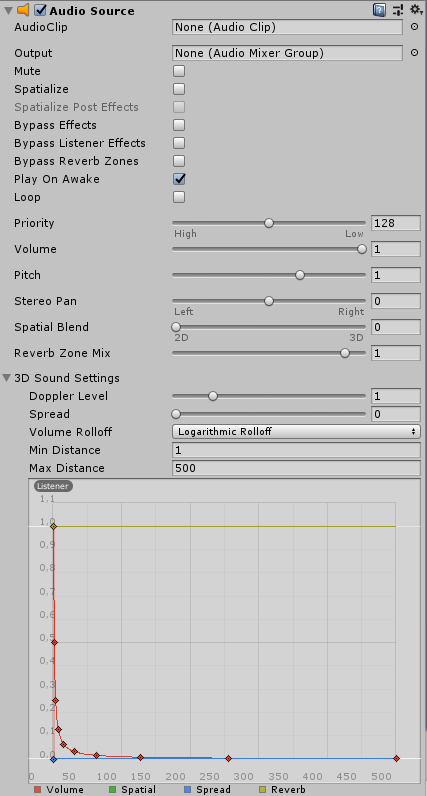 Audio Source
AudioClip None (Audio Clip)
Output None (Audio Mixer Group)
Mute
Spatialize
Spatialize Post Effects
Bypass Effects
Bypass Listener Effects
Bypass Reverb Zones
Play On Awake
Loop
Priority 128
High Low
Volume 1
Pitch 1
Stereo Pan 0
Left Right
Spatial Blend 0
2D 3D
Reverb Zone Mix 1
3D Sound Settings
Doppler Level 1
Spread 0
Volume Rolloff Logarithmic Rolloff
Min Distance 1
Max Distance 500
Listener
1,1
1,0
0,9
0,8
0,7
0,6
0,5
0,4
0,3
0,2
0,1
0,0
0 50 100 150 200 250 300 350 400 450 500
Volume Spatial Spread Reverb